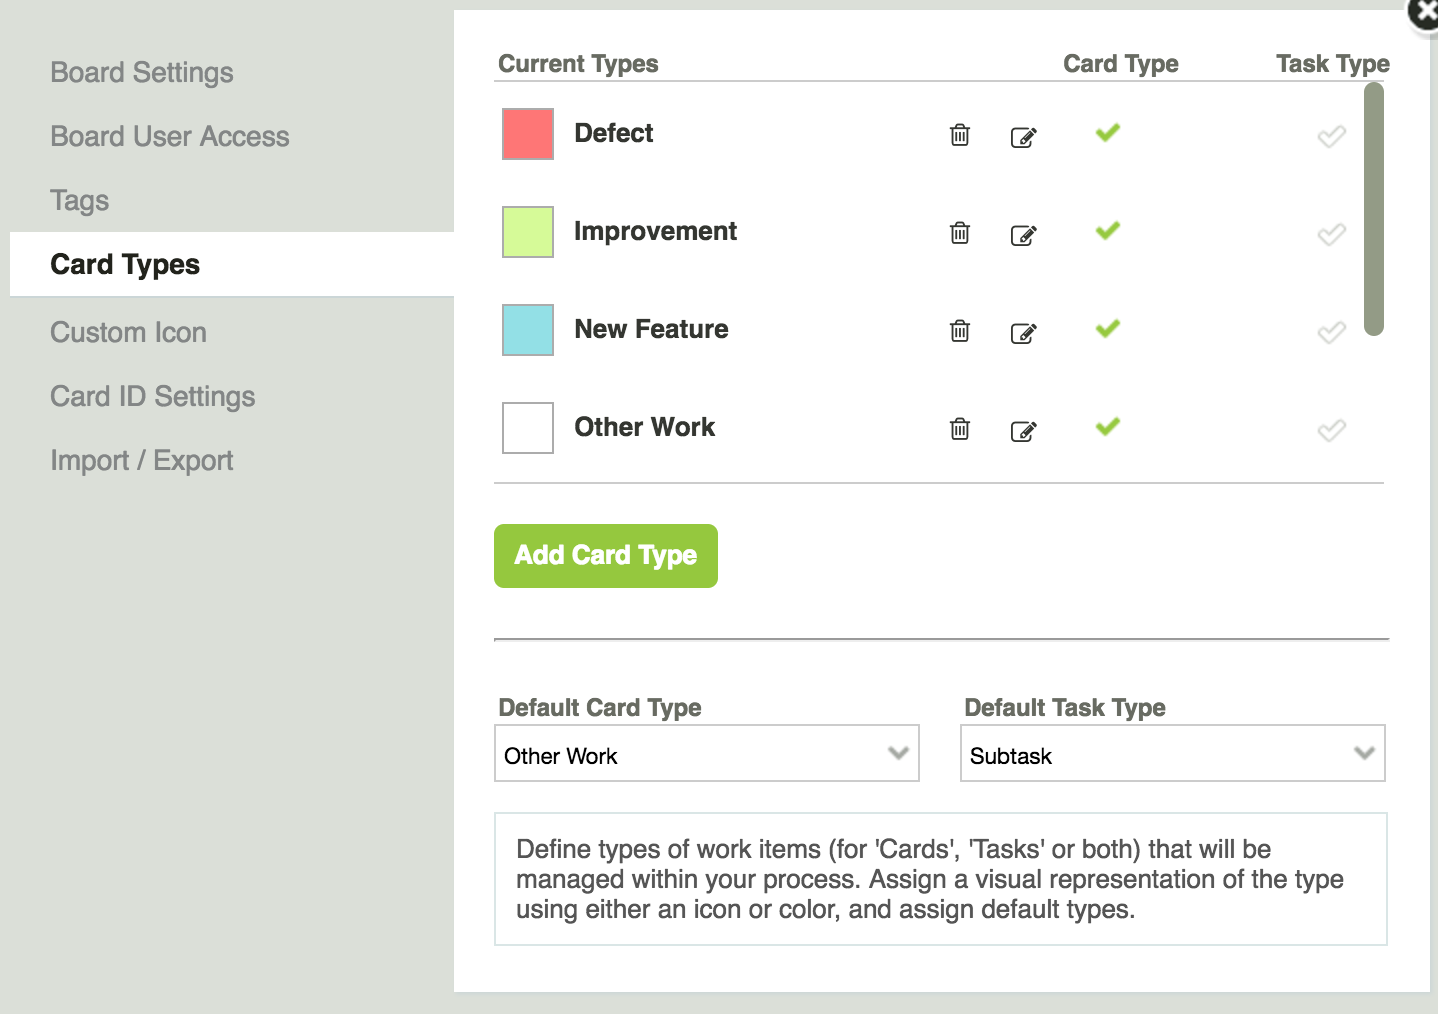 Board Settings
Board User Access
Tags
Card Types
Custom Icon
Card ID Settings
Import / Export
Current Types Card Type Task Type
Defect
Improvement
New Feature
Other Work
Add Card Type
Default Card Type Default Task Type
Other Work Subtask
Define types of work items (for 'Cards', 'Tasks' or both) that will be
managed within your process. Assign a visual representation of the type
using either an icon or color, and assign default types.